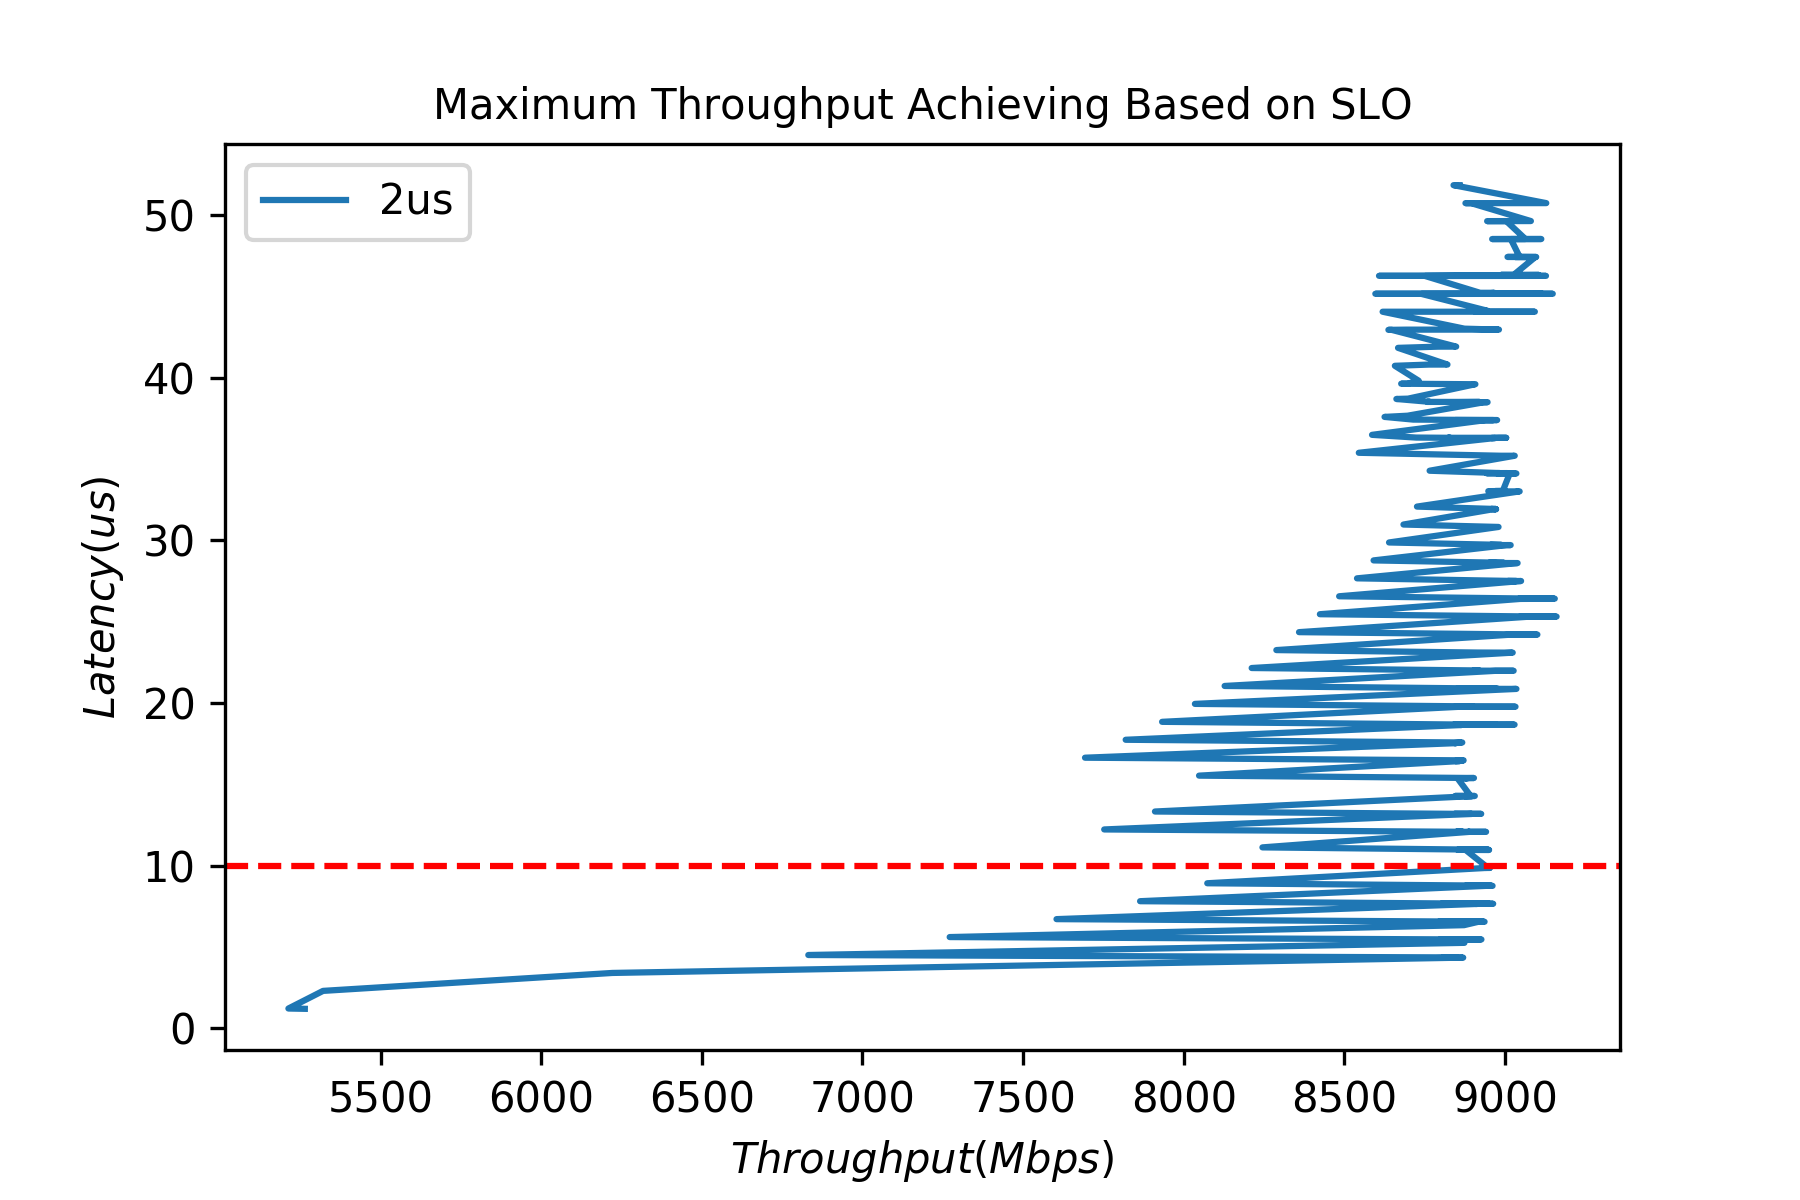 Maximum Throughput Achieving Based on SLO
2us
50
40
30
20
10
0
Latency(us)
5500 6000 6500 7000 7500 8000 8500 9000
Throughput(Mbps)